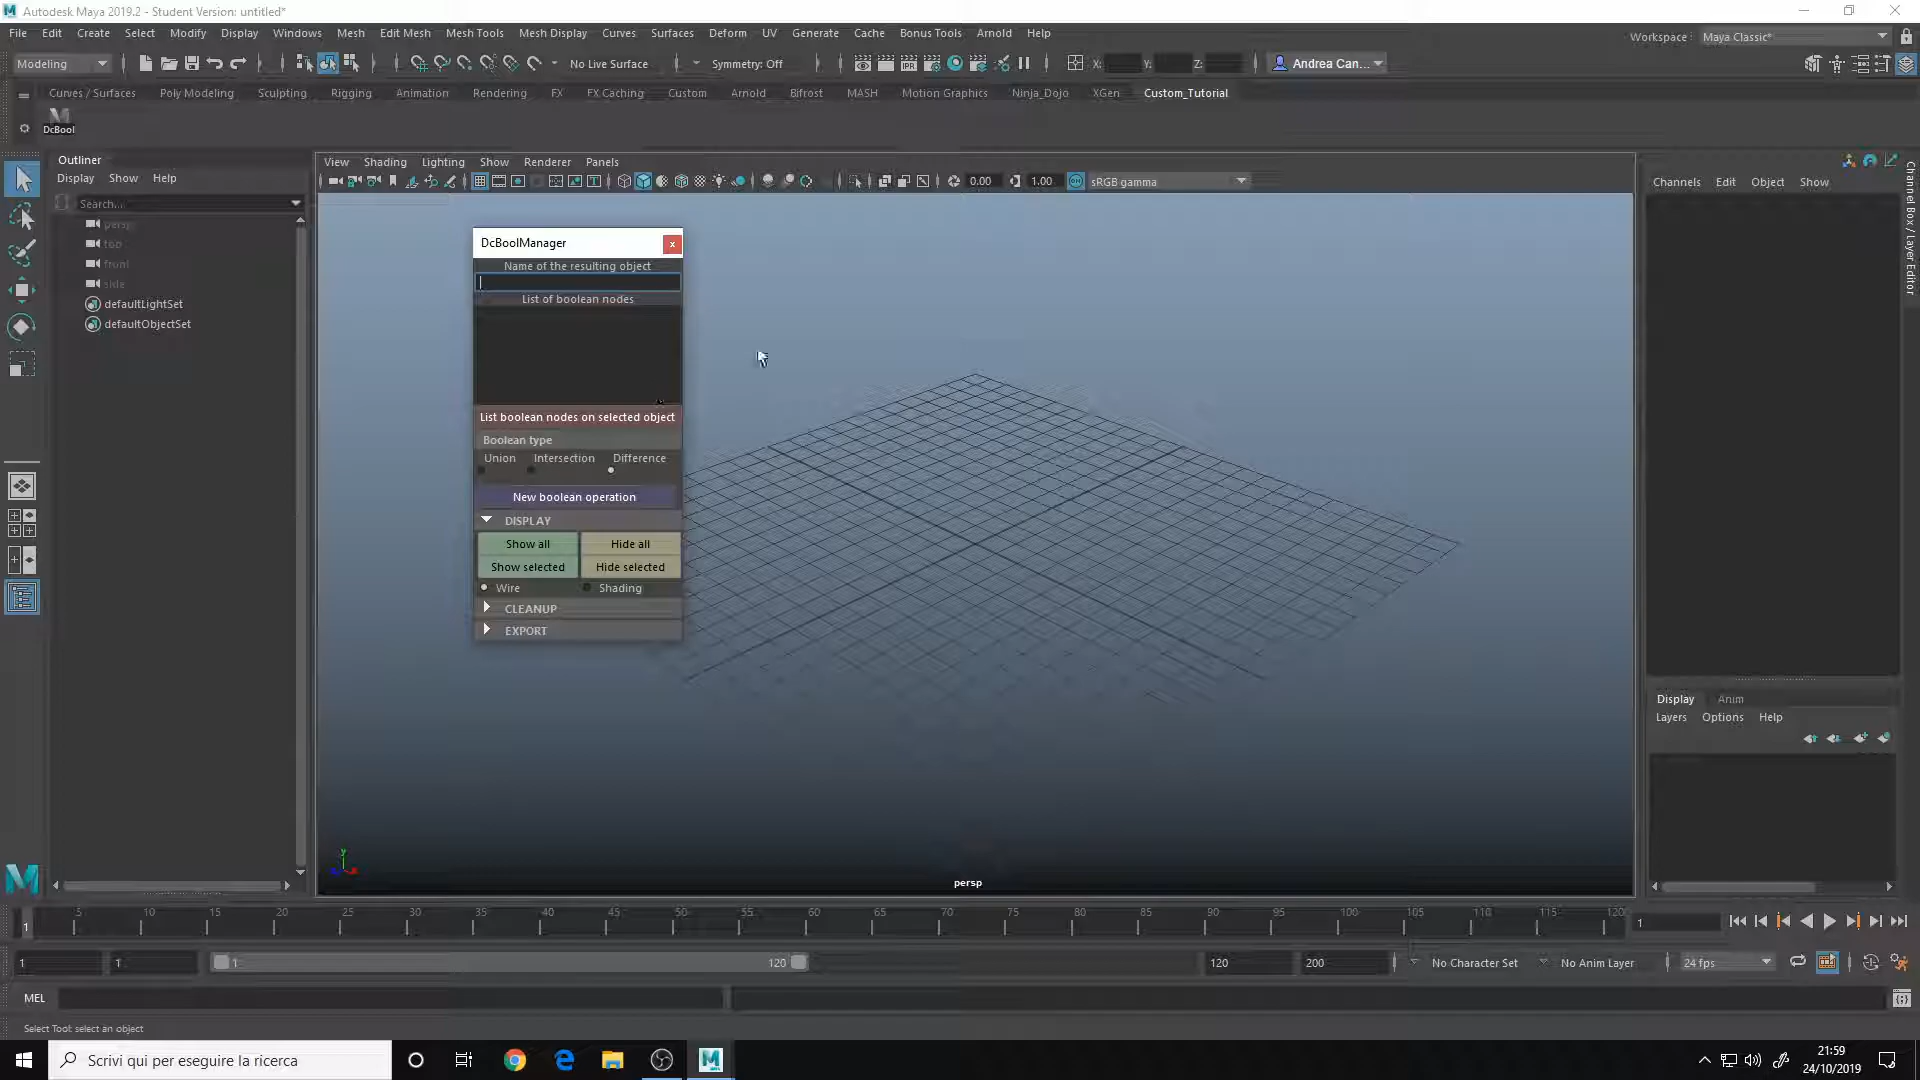 Autodesk Maya 2019.2 - Student Version: untitled*
File Edit Create Select Modify Display Windows Mesh Edit Mesh Mesh Tools Mesh Display Curves Surfaces Deform UV Generate Cache Bonus Tools Arnold Help
Workspace : Maya Classic*
Modeling No Live Surface Symmetry: Off X: Y: Z: Andrea Can...
Curves / Surfaces Poly Modeling Sculpting Rigging Animation Rendering FX FX Caching Custom Arnold Bifrost MASH Motion Graphics Ninja_Dojo XGen Custom_Tutorial
DcBool
Outliner
Display Show Help
Search...
persp
top
front
side
defaultLightSet
defaultObjectSet
View Shading Lighting Show Renderer Panels
0.00 1.00 sRGB gamma
DcBoolManager
Name of the resulting object
List of boolean nodes
List boolean nodes on selected object
Boolean type
Union Intersection Difference
New boolean operation
DISPLAY
Show all Hide all
Show selected Hide selected
Wire Shading
CLEANUP
EXPORT
persp
Channels Edit Object Show
Channel Box / Layer Editor
Display Anim
Layers Options Help
5 10 15 20 25 30 35 40 45 50 55 60 65 70 75 80 85 90 95 100 105 110 115 120
1 1
1 1 1 120 120 200 No Character Set No Anim Layer 24 fps
MEL
Select Tool: select an object
Scrivi qui per eseguire la ricerca
21:59
24/10/2019